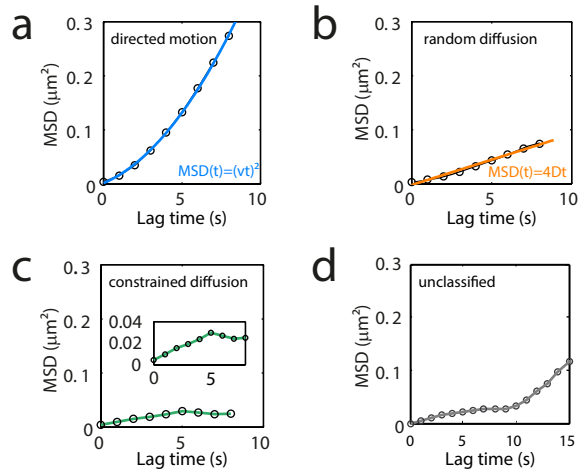 a
directed motion
MSD (μm²)
0.3
0.2
0.1
0
MSD(t)=(vt)²
0
5
10
Lag time (s)
b
random diffusion
MSD (μm²)
0.3
0.2
0.1
0
MSD(t)=4Dt
0
5
10
Lag time (s)
c
constrained diffusion
MSD (μm²)
0.3
0.2
0.1
0
0.04
0.02
0.00
0
5
0
5
10
Lag time (s)
d
unclassified
MSD (μm²)
0.3
0.2
0.1
0
0
5
10
15
Lag time (s)